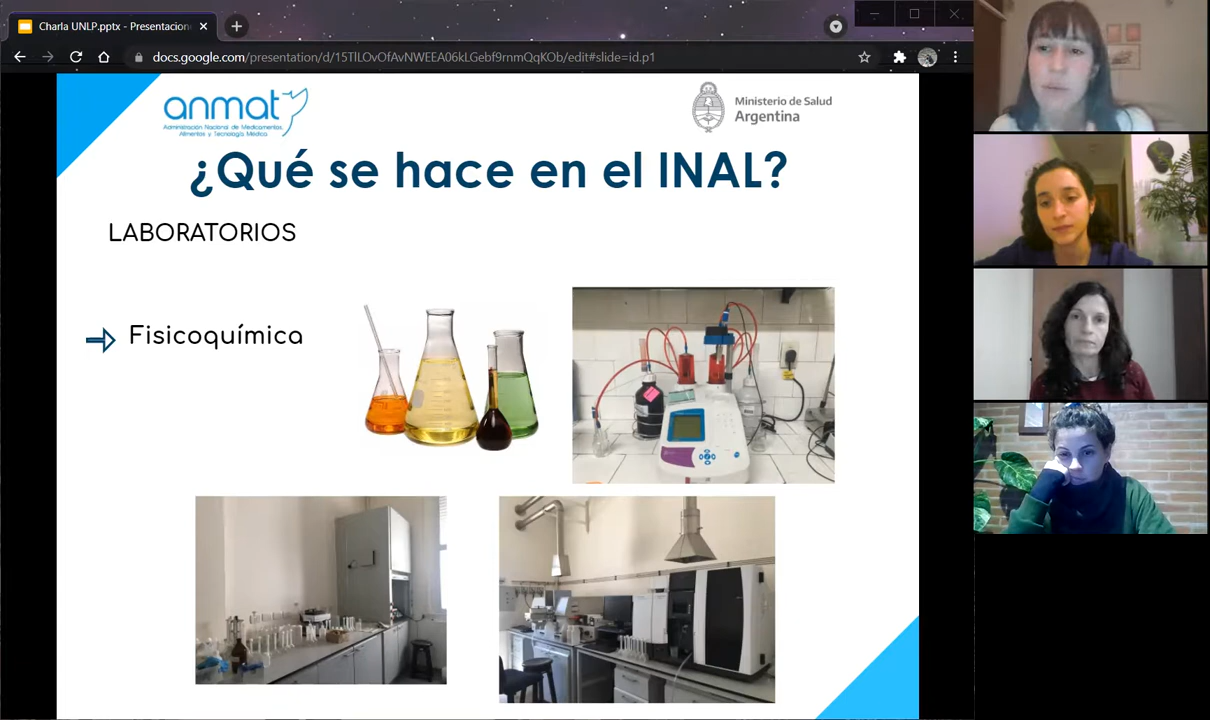 Charla UNLP.pptx - Presentacion
docs.google.com/presentation/d/15TlLOvOfAvNWEEA06kLGebf9rnmQqKOb/edit#slide=id.p1
anmat
Administración Nacional de Medicamentos,
Alimentos y Tecnología Médica
Ministerio de Salud
Argentina
¿Qué se hace en el INAL?
LABORATORIOS
Fisicoquímica